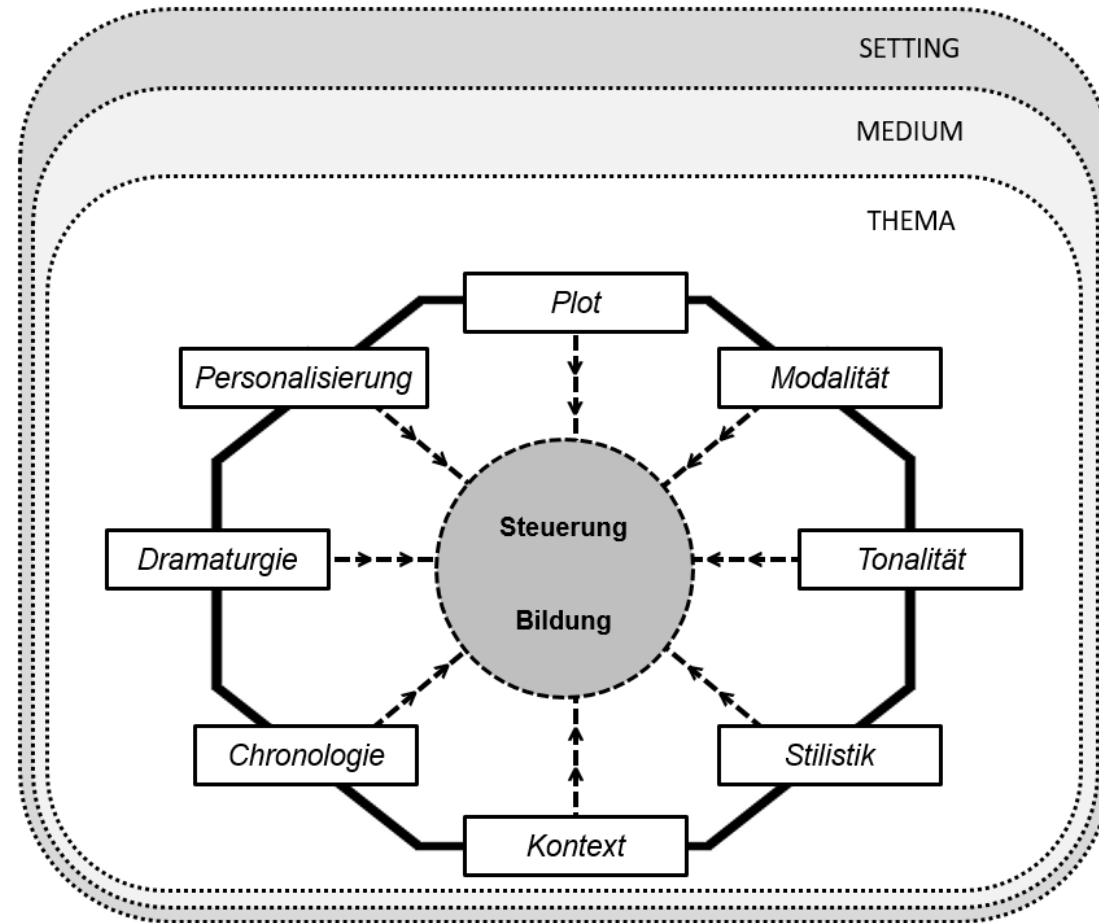 SETTING
MEDIUM
THEMA
Plot
Personalisierung
Modalität
Steuerung
Dramaturgie
Tonalität
Bildung
Chronologie
Stilistik
Kontext